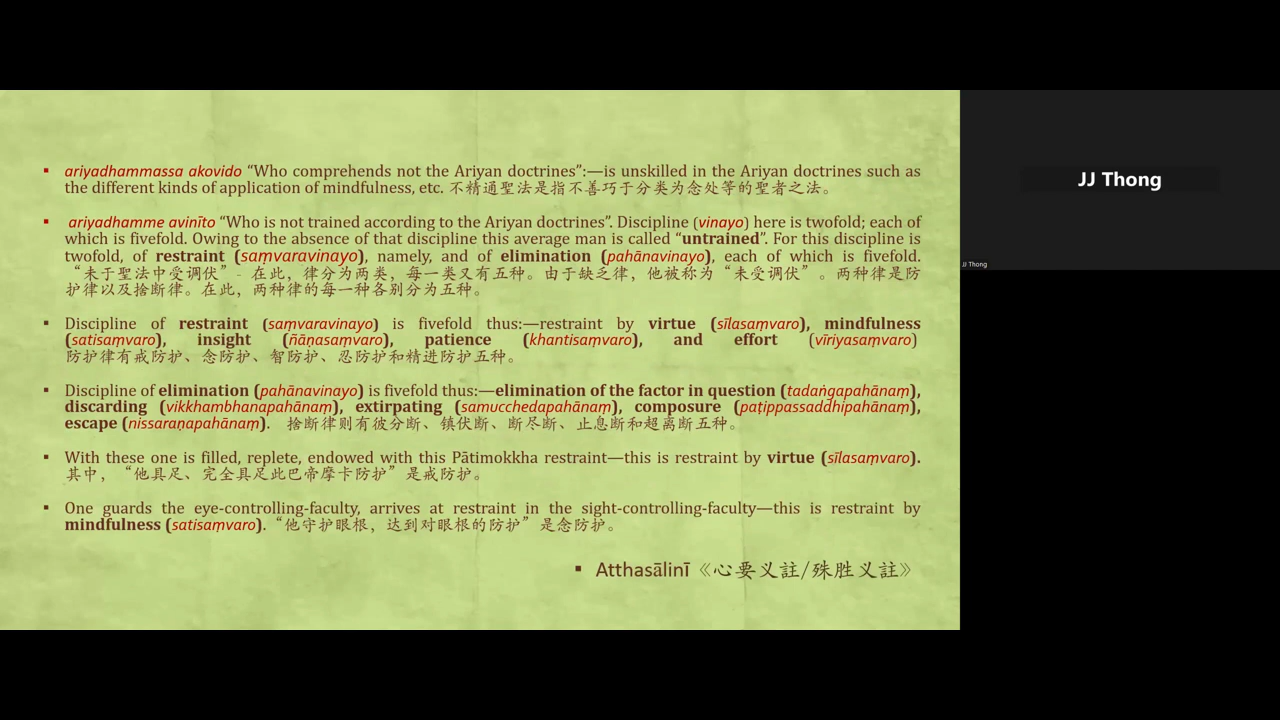 ▪ ariyadhammassa akovido “Who comprehends not the Ariyan doctrines”:—is unskilled in the Ariyan doctrines such as
the different kinds of application of mindfulness, etc. 不精通聖法是指不善巧于分类为念处等的聖者之法。
▪ ariyadhamme avinīto “Who is not trained according to the Ariyan doctrines”. Discipline (vinayo) here is twofold; each of
which is fivefold. Owing to the absence of that discipline this average man is called “untrained”. For this discipline is
twofold, of restraint (saṃvaravinayo), namely, and of elimination (pahānavinayo), each of which is fivefold.
“未于聖法中受调伏” - 在此，律分为两类，每一类又有五种。由于缺乏律，他被称为“未受调伏”。两种律是防
护律以及捨断律。在此，两种律的每一种各别分为五种。
▪ Discipline of restraint (saṃvaravinayo) is fivefold thus:—restraint by virtue (sīlasaṃvaro), mindfulness
(satisaṃvaro), insight (ñāṇasaṃvaro), patience (khantisaṃvaro), and effort (vīriyasaṃvaro)
防护律有戒防护、念防护、智防护、忍防护和精进防护五种。
▪ Discipline of elimination (pahānavinayo) is fivefold thus:—elimination of the factor in question (tadaṅgapahānaṃ),
discarding (vikkhambhanapahānaṃ), extirpating (samucchedapahānaṃ), composure (paṭippassaddhipahānaṃ),
escape (nissaraṇapahānaṃ). 捨断律则有彼分断、镇伏断、断尽断、止息断和超离断五种。
▪ With these one is filled, replete, endowed with this Pātimokkha restraint—this is restraint by virtue (sīlasaṃvaro).
其中，“他具足、完全具足此巴帝摩卡防护”是戒防护。
▪ One guards the eye-controlling-faculty, arrives at restraint in the sight-controlling-faculty—this is restraint by
mindfulness (satisaṃvaro). “他守护眼根，达到对眼根的防护”是念防护。
▪ Atthasālinī《心要义註/殊胜义註》
JJ Thong
JJ Thong